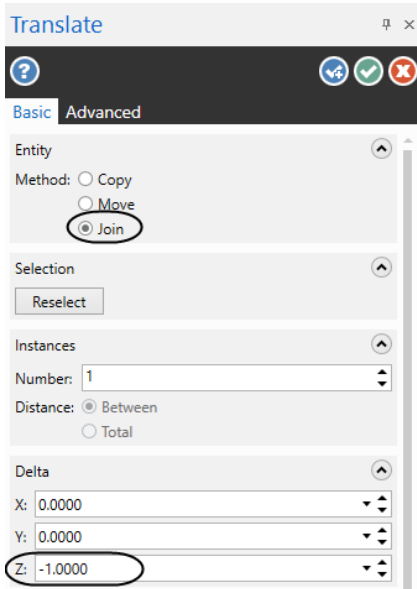 Translate
Basic Advanced
Entity
Method: Copy
Move
Join
Selection
Reselect
Instances
Number: 1
Distance: Between
Total
Delta
X: 0.0000
Y: 0.0000
Z: -1.0000